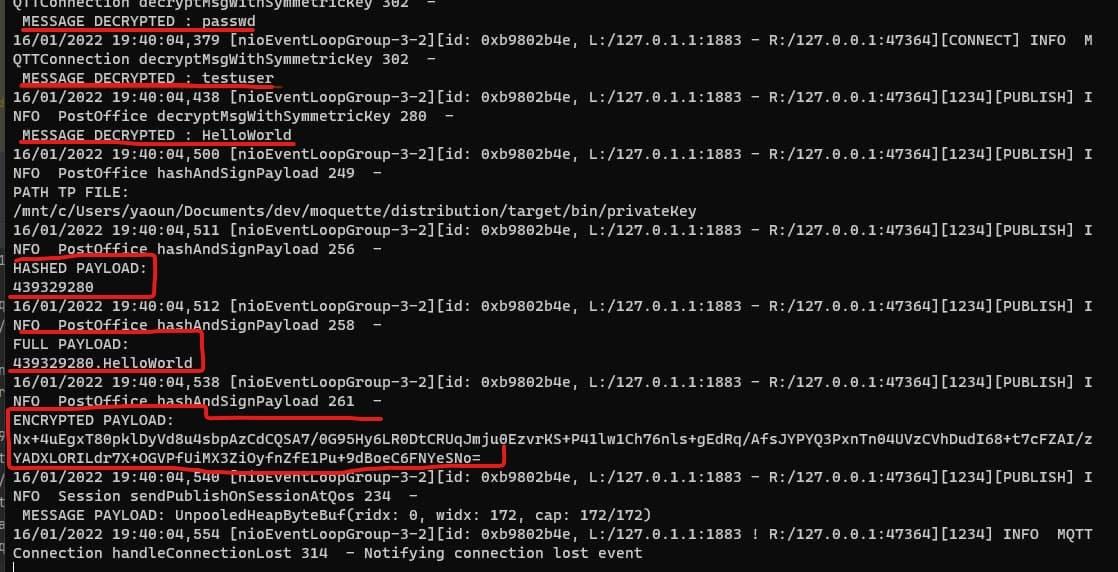 QTTConnection decryptMsgWithSymmetricKey 302  -
MESSAGE DECRYPTED : passwd
16/01/2022 19:40:04,379 [nioEventLoopGroup-3-2][id: 0xb9802b4e, L:/127.0.1.1:1883 - R:/127.0.0.1:47364][CONNECT] INFO  M
QTTConnection decryptMsgWithSymmetricKey 302  -
MESSAGE DECRYPTED : testuser
16/01/2022 19:40:04,438 [nioEventLoopGroup-3-2][id: 0xb9802b4e, L:/127.0.1.1:1883 - R:/127.0.0.1:47364][1234][PUBLISH] I
NFO  PostOffice decryptMsgWithSymmetricKey 280  -
MESSAGE DECRYPTED : HelloWorld
16/01/2022 19:40:04,500 [nioEventLoopGroup-3-2][id: 0xb9802b4e, L:/127.0.1.1:1883 - R:/127.0.0.1:47364][1234][PUBLISH] I
NFO  PostOffice hashAndSignPayload 249  -
PATH TP FILE:
/mnt/c/Users/yaoun/Documents/dev/moquette/distribution/target/bin/privateKey
16/01/2022 19:40:04,511 [nioEventLoopGroup-3-2][id: 0xb9802b4e, L:/127.0.1.1:1883 - R:/127.0.0.1:47364][1234][PUBLISH] I
NFO  PostOffice hashAndSignPayload 256  -
HASHED PAYLOAD:
439329280
16/01/2022 19:40:04,512 [nioEventLoopGroup-3-2][id: 0xb9802b4e, L:/127.0.1.1:1883 - R:/127.0.0.1:47364][1234][PUBLISH] I
NFO  PostOffice hashAndSignPayload 258  -
FULL PAYLOAD:
439329280.HelloWorld
16/01/2022 19:40:04,538 [nioEventLoopGroup-3-2][id: 0xb9802b4e, L:/127.0.1.1:1883 - R:/127.0.0.1:47364][1234][PUBLISH] I
NFO  PostOffice hashAndSignPayload 261  -
ENCRYPTED PAYLOAD:
Nx+4uEgxT80pklDyVd8u4sbpAzCdCQSA7/0G95Hy6LR0DtCRUqJmju0EzvrKS+P41lw1Ch76nls+gEdRq/AfsJYPYQ3PxnTn04UVzCVhDudI68+t7cFZAI/z
YADXLORILdr7X+OGVPfUiMX3ZiOyfnZfE1Pu+9dBoeC6FNYeSNo=
16/01/2022 19:40:04,540 [nioEventLoopGroup-3-2][id: 0xb9802b4e, L:/127.0.1.1:1883 - R:/127.0.0.1:47364][1234][PUBLISH] I
NFO  Session sendPublishOnSessionAtQos 234  -
MESSAGE PAYLOAD: UnpooledHeapByteBuf(ridx: 0, widx: 172, cap: 172/172)
16/01/2022 19:40:04,554 [nioEventLoopGroup-3-2][id: 0xb9802b4e, L:/127.0.1.1:1883 ! R:/127.0.0.1:47364][1234] INFO  MQTT
Connection handleConnectionLost 314  - Notifying connection lost event